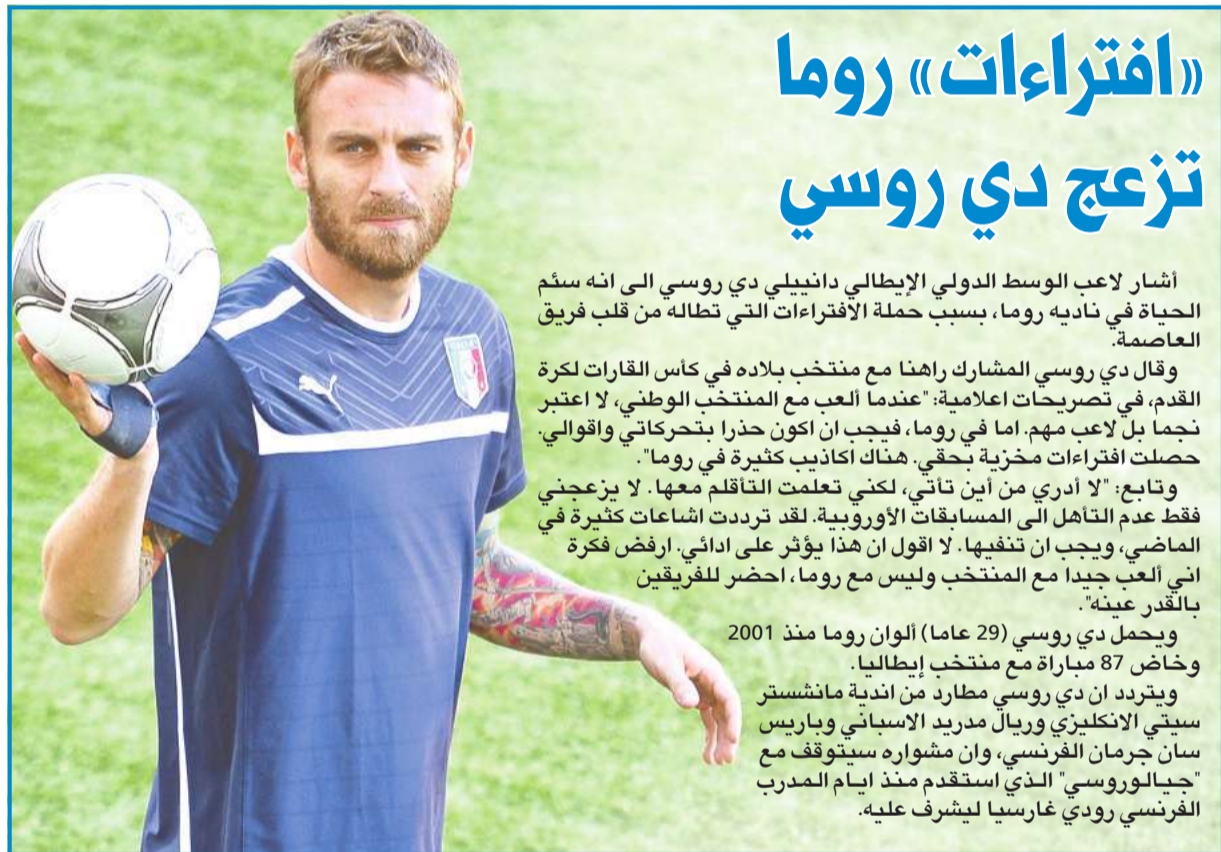 «افتراءات» روما
تزعج دي روسي
أشار لاعب الوسط الدولي الإيطالي دانييلي دي روسي الى انه سئم
الحياة في ناديه روما، بسبب حملة الافتراءات التي تطاله من قلب فريق
العاصمة.
وقال دي روسي المشارك راهنا مع منتخب بلاده في كأس القارات لكرة
القدم، في تصريحات اعلامية: "عندما ألعب مع المنتخب الوطني، لا اعتبر
نجما بل لاعب مهم. اما في روما، فيجب ان اكون حذرا بتحركاتي واقوالي.
حصلت افتراءات مخزية بحقي. هناك اكاذيب كثيرة في روما".
وتابع: "لا أدري من أين تأتي، لكني تعلمت التأقلم معها. لا يزعجني
فقط عدم التأهل الى المسابقات الأوروبية. لقد ترددت اشاعات كثيرة في
الماضي، ويجب ان تنفيها. لا اقول ان هذا يؤثر على ادائي. ارفض فكرة
اني ألعب جيدا مع المنتخب وليس مع روما، احضر للفريقين
بالقدر عينه".
ويحمل دي روسي (29 عاما) ألوان روما منذ 2001
وخاض 87 مباراة مع منتخب إيطاليا.
ويتردد ان دي روسي مطارد من اندية مانشستر
سيتي الانكليزي وريال مدريد الاسباني وباريس
سان جرمان الفرنسي، وان مشواره سيتوقف مع
"جيالوروسي" الذي استقدم منذ ايام المدرب
الفرنسي رودي غارسيا ليشرف عليه.